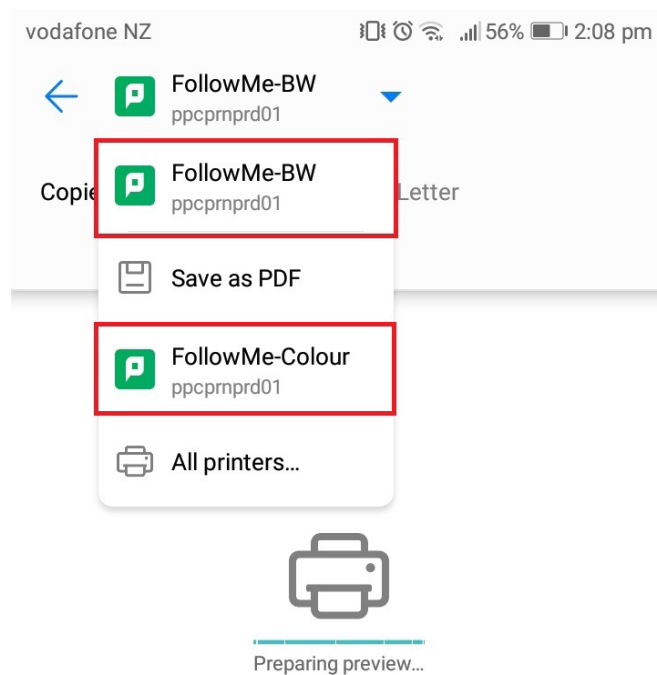 vodafone NZ 56% 2:08 pm
FollowMe-BW
ppcprnprd01
FollowMe-BW
ppcprnprd01
Copie Letter
Save as PDF
FollowMe-Colour
ppcprnprd01
All printers...
Preparing preview...